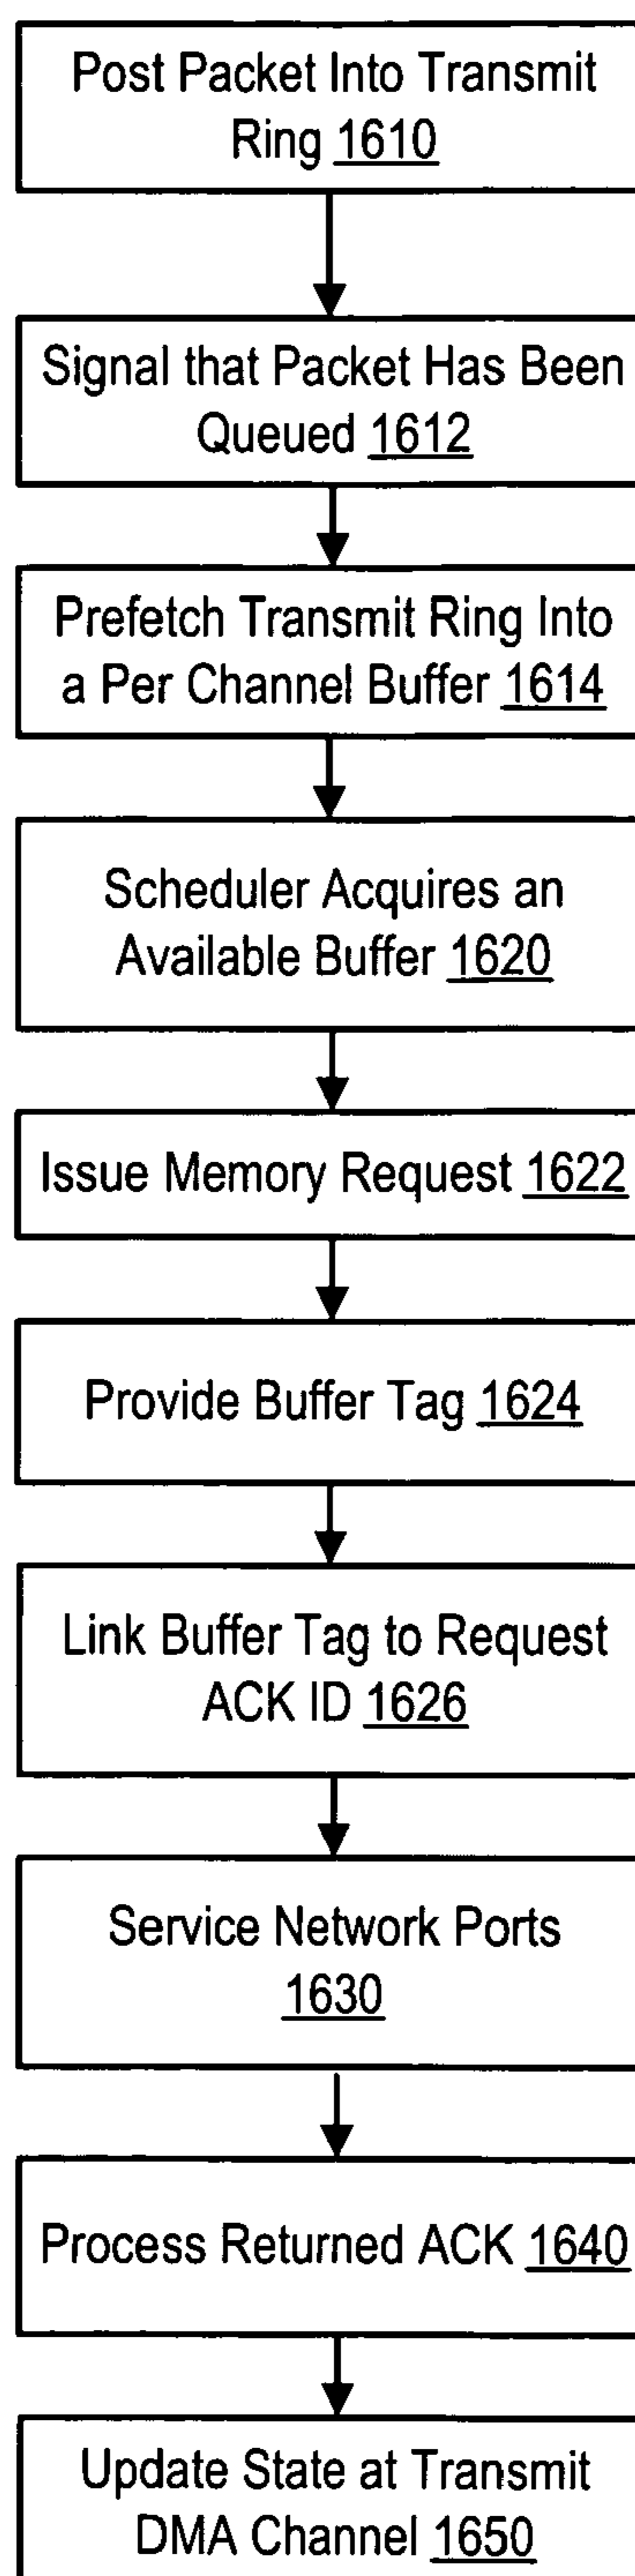 Post Packet Into Transmit
Ring 1610
Signal that Packet Has Been
Queued 1612
Prefetch Transmit Ring Into
a Per Channel Buffer 1614
Scheduler Acquires an
Available Buffer 1620
Issue Memory Request 1622
Provide Buffer Tag 1624
Link Buffer Tag to Request
ACK ID 1626
Service Network Ports
1630
Process Returned ACK 1640
Update State at Transmit
DMA Channel 1650